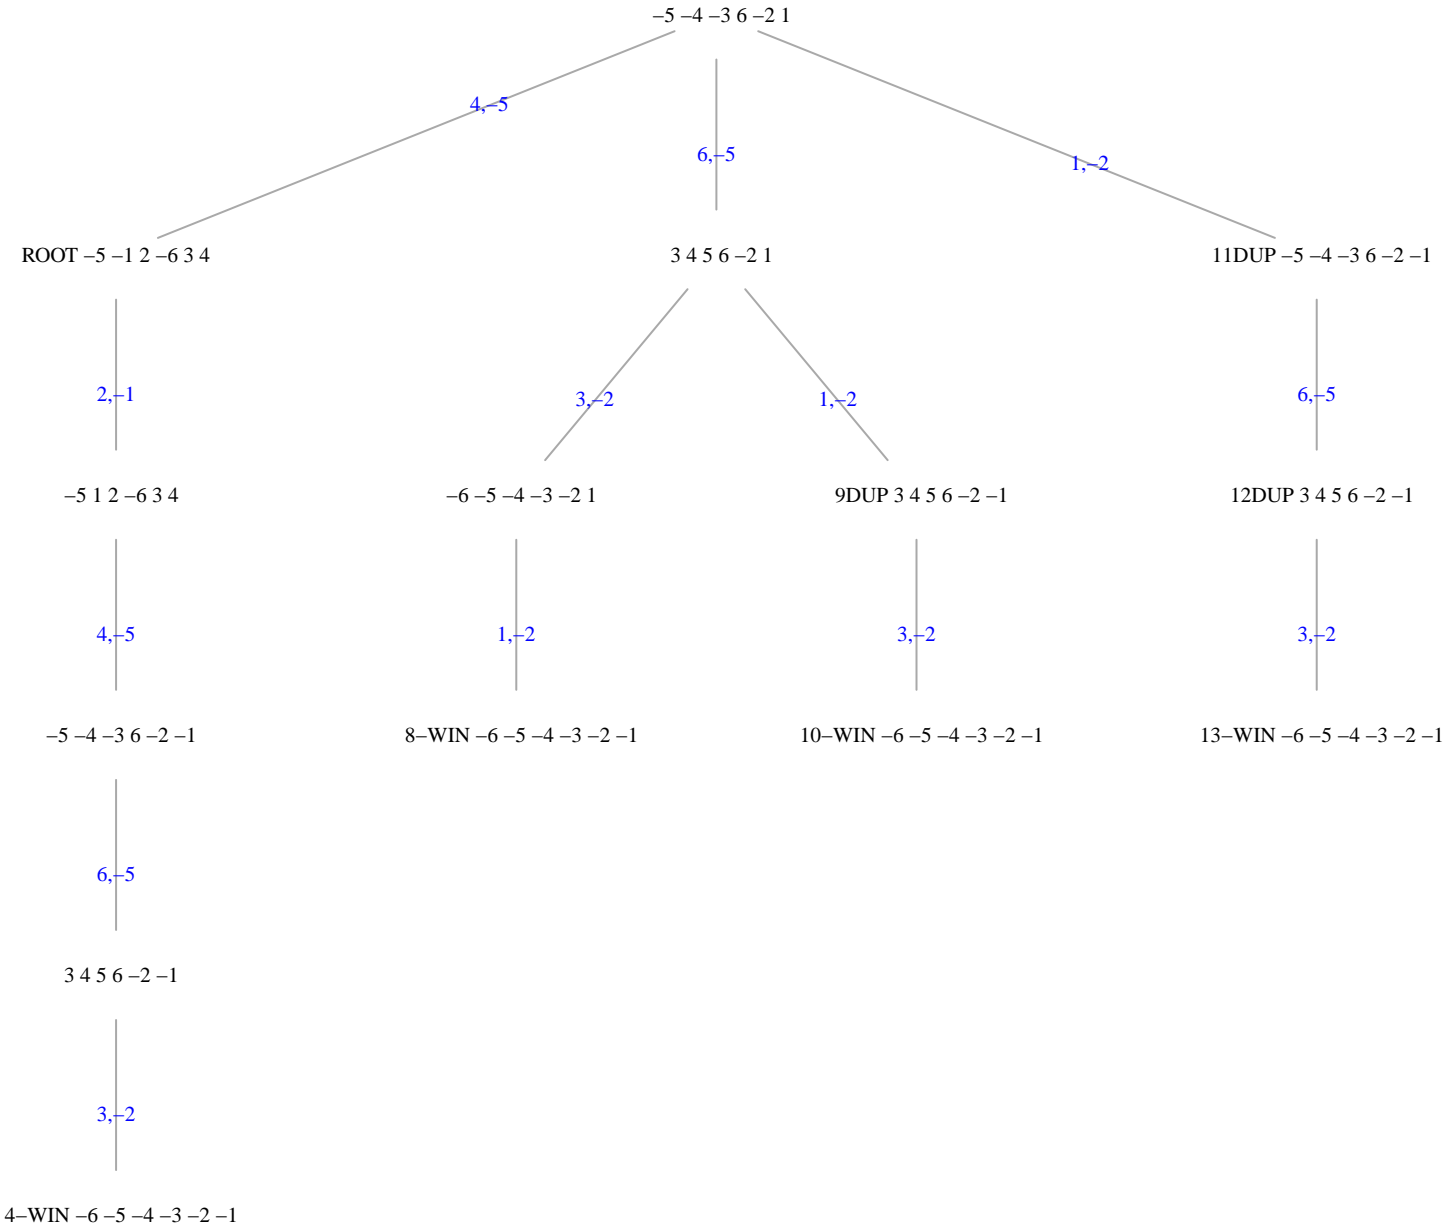 –5 –4 –3 6 –2 1
4,–5
6,–5
1,–2
ROOT –5 –1 2 –6 3 4
3 4 5 6 –2 1
11DUP –5 –4 –3 6 –2 –1
2,–1
3,–2
1,–2
6,–5
–5 1 2 –6 3 4
–6 –5 –4 –3 –2 1
9DUP 3 4 5 6 –2 –1
12DUP 3 4 5 6 –2 –1
4,–5
1,–2
3,–2
3,–2
–5 –4 –3 6 –2 –1
8–WIN –6 –5 –4 –3 –2 –1
10–WIN –6 –5 –4 –3 –2 –1
13–WIN –6 –5 –4 –3 –2 –1
6,–5
3 4 5 6 –2 –1
3,–2
4–WIN –6 –5 –4 –3 –2 –1